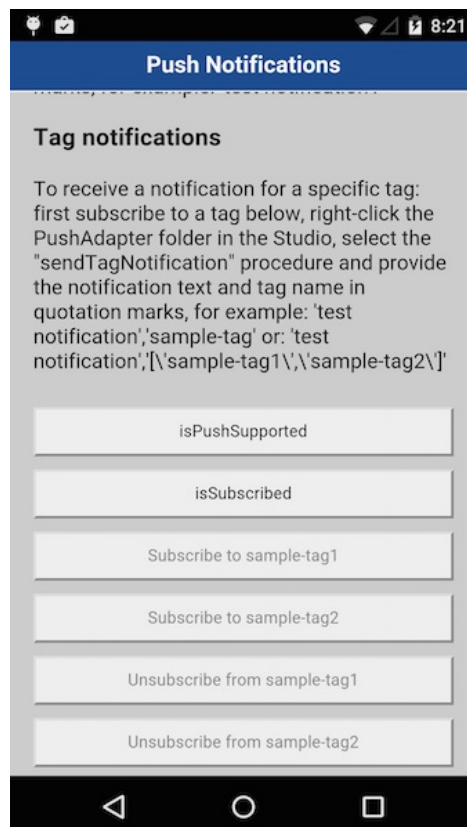 8:21
Push Notifications
Tag notifications
To receive a notification for a specific tag:
first subscribe to a tag below, right-click the
PushAdapter folder in the Studio, select the
"sendTagNotification" procedure and provide
the notification text and tag name in
quotation marks, for example: 'test
notification','sample-tag' or: 'test
notification','[\'sample-tag1\',\'sample-tag2\']'
isPushSupported
isSubscribed
Subscribe to sample-tag1
Subscribe to sample-tag2
Unsubscribe from sample-tag1
Unsubscribe from sample-tag2